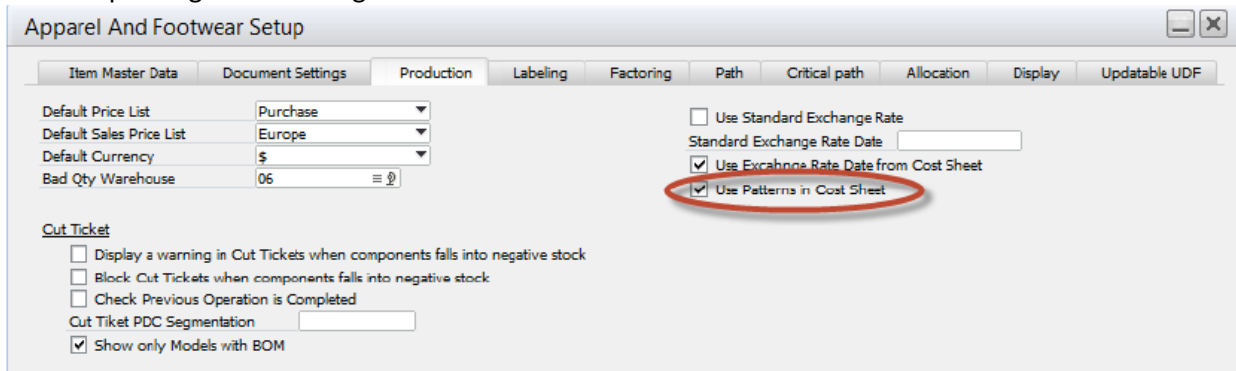 Apparel And Footwear Setup
Item Master Data Document Settings Production Labeling Factoring Path Critical path Allocation Display Updatable UDF
Default Price List Purchase
Default Sales Price List Europe
Default Currency $
Bad Qty Warehouse 06
Use Standard Exchange Rate
Standard Exchange Rate Date
Use Excahnge Rate Date from Cost Sheet
Use Patterns in Cost Sheet
Cut Ticket
Display a warning in Cut Tickets when components falls into negative stock
Block Cut Tickets when components falls into negative stock
Check Previous Operation is Completed
Cut Tiket PDC Segmentation
Show only Models with BOM